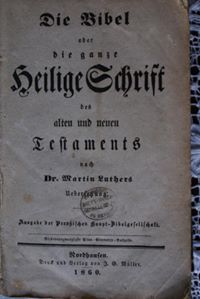 Die Bibel
oder
die ganze
Heilige Schrift
des
alten und neuen
Testaments
nach
Dr. Martin Luthers
Uebersetzung.
Ausgabe der Preußischen Haupt-Bibelgesellschaft.
Nordhausen.
Druck und Verlag von J. G. Müller.
1860.